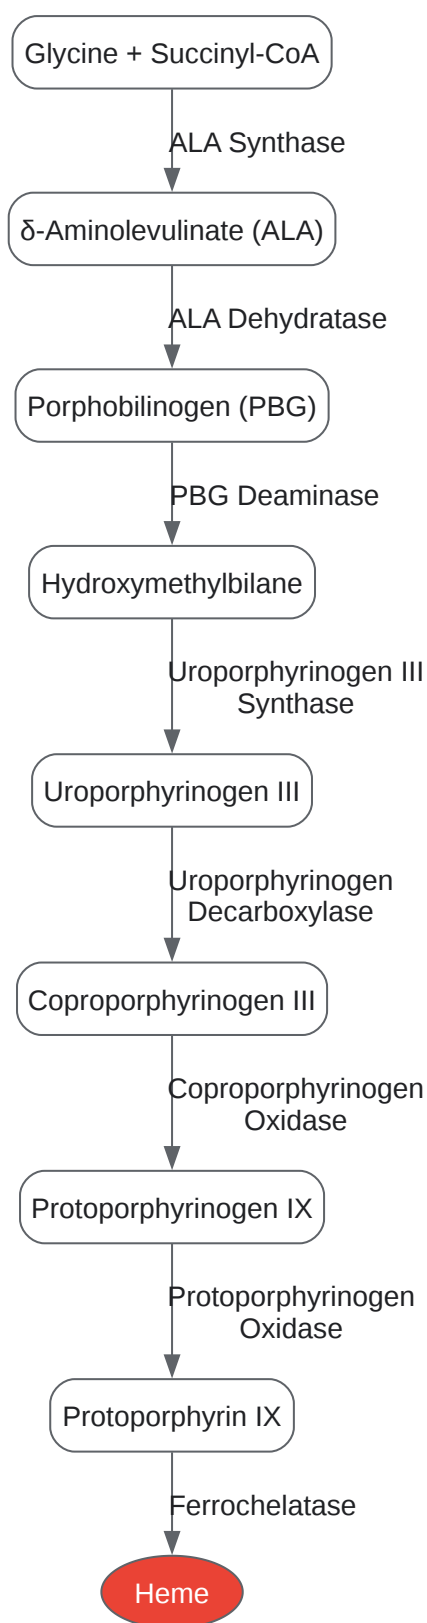 Glycine + Succinyl-CoA
ALA Synthase
δ-Aminolevulinate (ALA)
ALA Dehydratase
Porphobilinogen (PBG)
PBG Deaminase
Hydroxymethylbilane
Uroporphyrinogen III
Synthase
Uroporphyrinogen III
Uroporphyrinogen
Decarboxylase
Coproporphyrinogen III
Coproporphyrinogen
Oxidase
Protoporphyrinogen IX
Protoporphyrinogen
Oxidase
Protoporphyrin IX
Ferrochelatase
Heme